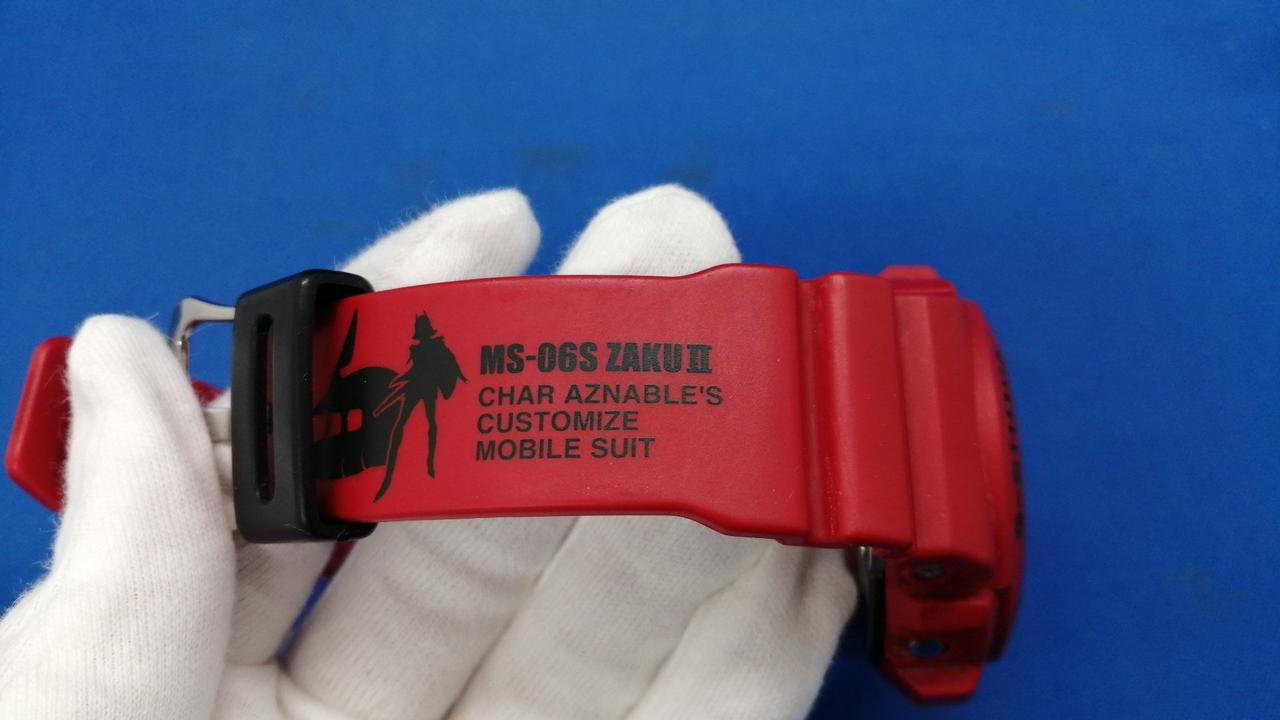 MS-06S ZAKU II
CHAR AZNABLE'S
CUSTOMIZE
MOBILE SUIT